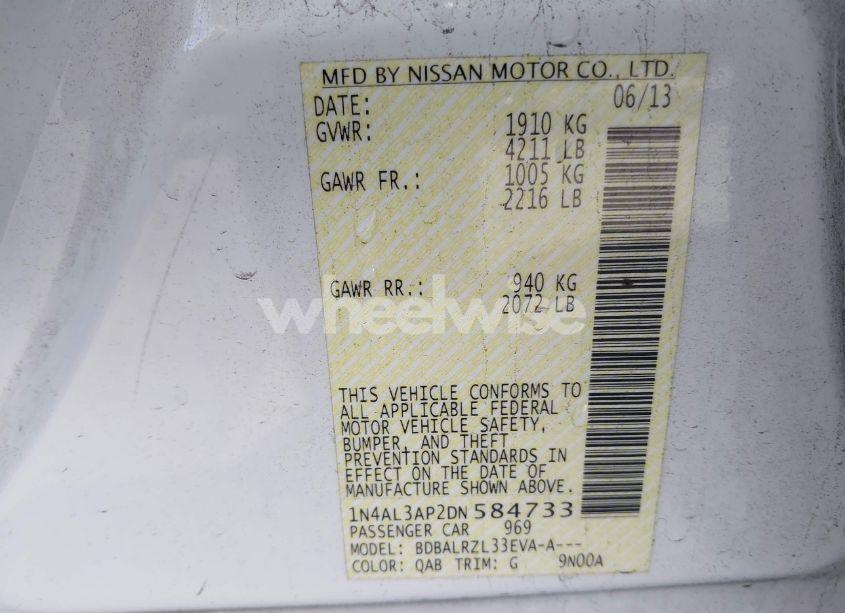 MFD BY NISSAN MOTOR CO., LTD.
DATE: 06/13
GVWR: 1910 KG
4211 LB
GAWR FR.: 1005 KG
2216 LB
GAWR RR.: 940 KG
2072 LB
wheelwise
THIS VEHICLE CONFORMS TO
ALL APPLICABLE FEDERAL
MOTOR VEHICLE SAFETY,
BUMPER, AND THEFT
PREVENTION STANDARDS IN
EFFECT ON THE DATE OF
MANUFACTURE SHOWN ABOVE.
1N4AL3AP2DN584733
PASSENGER CAR 969
MODEL: BDBALRZL33EVA-A---
COLOR: QAB TRIM: G 9N00A